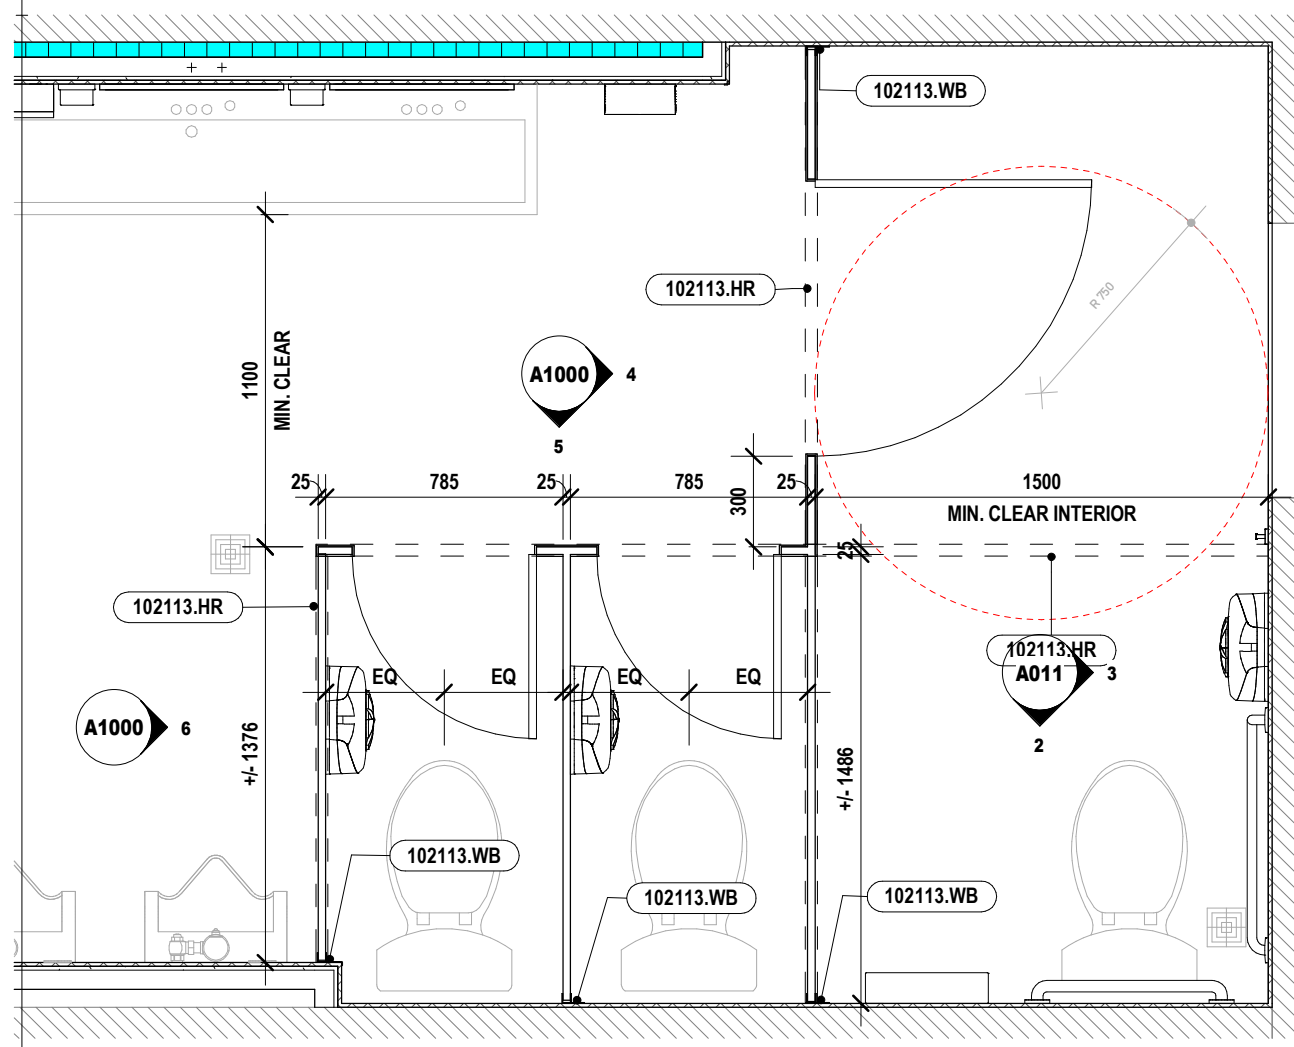 102113.WB
102113.HR
R 750
1100
MIN. CLEAR
A1000
4
5
25
785
25
785
25
300
1500
MIN. CLEAR INTERIOR
25
102113.HR
102113.HR
A011
3
2
EQ
EQ
EQ
EQ
A1000
6
+/- 1376
+/- 1486
102113.WB
102113.WB
102113.WB